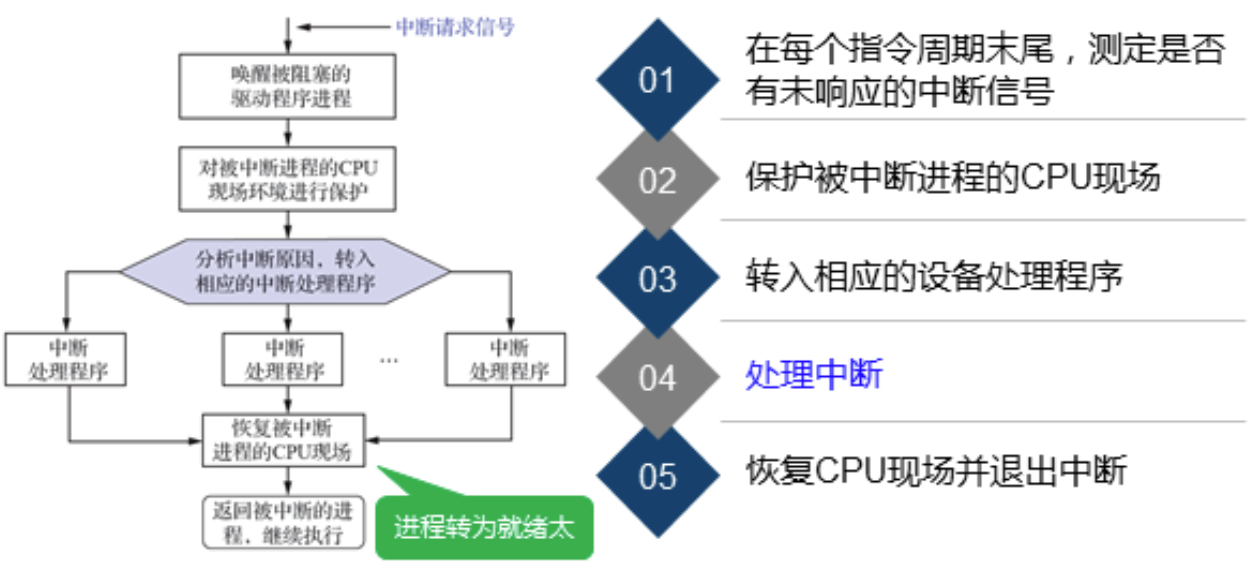 中断请求信号
唤醒被阻塞的
驱动程序进程
对被中断进程的CPU
现场环境进行保护
分析中断原因，转入
相应的中断处理程序
中断
处理程序
中断
处理程序
...
中断
处理程序
恢复被中断
进程的CPU现场
返回被中断的进
程，继续执行
进程转为就绪太
01
在每个指令周期末尾，测定是否
有未响应的中断信号
02
保护被中断进程的CPU现场
03
转入相应的设备处理程序
04
处理中断
05
恢复CPU现场并退出中断